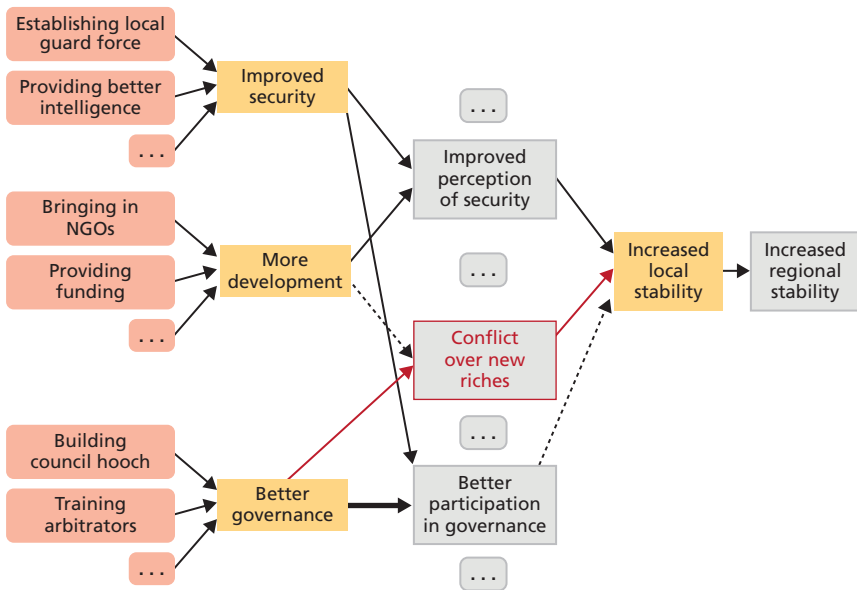 Establishing local
guard force
Providing better
intelligence
...
Improved
security
Bringing in
NGOs
Providing
funding
...
More
development
Building
council hooch
Training
arbitrators
...
Better
governance
...
Improved
perception
of security
...
Conflict
over new
riches
...
Better
participation
in governance
...
Increased
local
stability
Increased
regional
stability